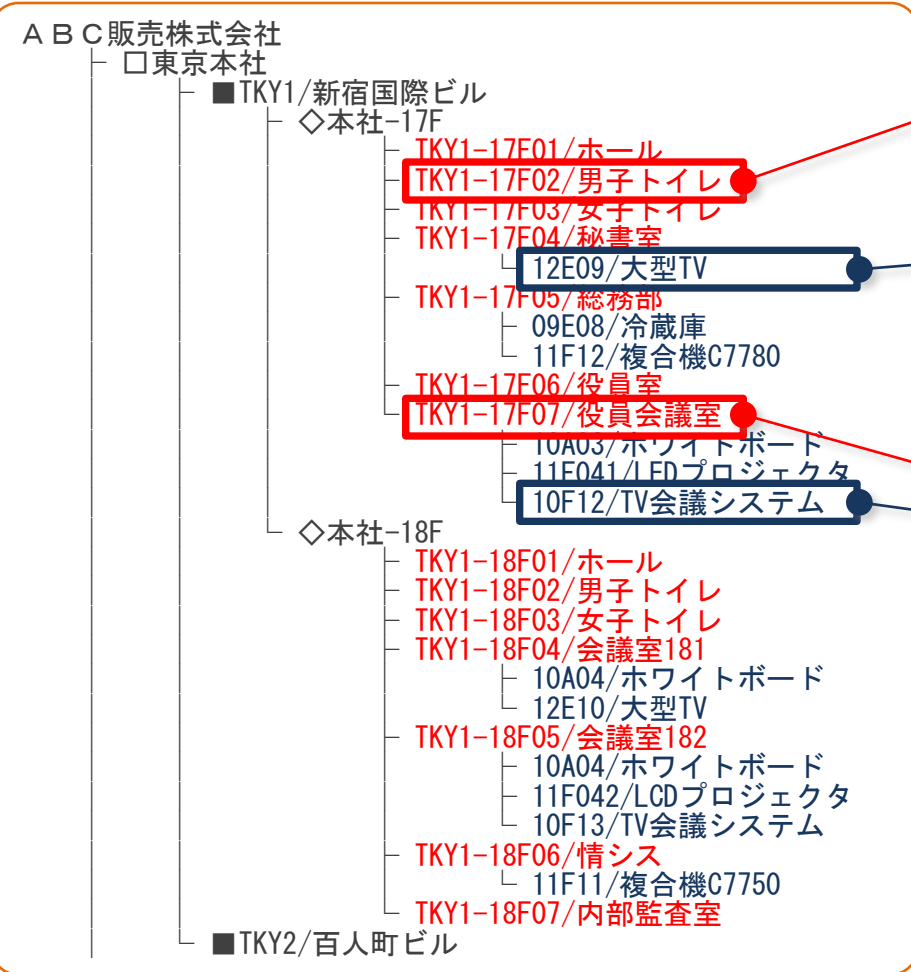 ＡＢＣ販売株式会社
□東京本社
■TKY1/新宿国際ビル
◇本社-17F
TKY1-17F01/ホール
TKY1-17F02/男子トイレ
TKY1-17F03/女子トイレ
TKY1-17F04/秘書室
12E09/大型TV
TKY1-17F05/総務部
09E08/冷蔵庫
11F12/複合機C7780
TKY1-17F06/役員室
TKY1-17F07/役員会議室
10A03/ホワイトボード
11F041/LEDプロジェクタ
10F12/TV会議システム
◇本社-18F
TKY1-18F01/ホール
TKY1-18F02/男子トイレ
TKY1-18F03/女子トイレ
TKY1-18F04/会議室181
10A04/ホワイトボード
12E10/大型TV
TKY1-18F05/会議室182
10A04/ホワイトボード
11F042/LCDプロジェクタ
10F13/TV会議システム
TKY1-18F06/情シス
11F11/複合機C7750
TKY1-18F07/内部監査室
■TKY2/百人町ビル